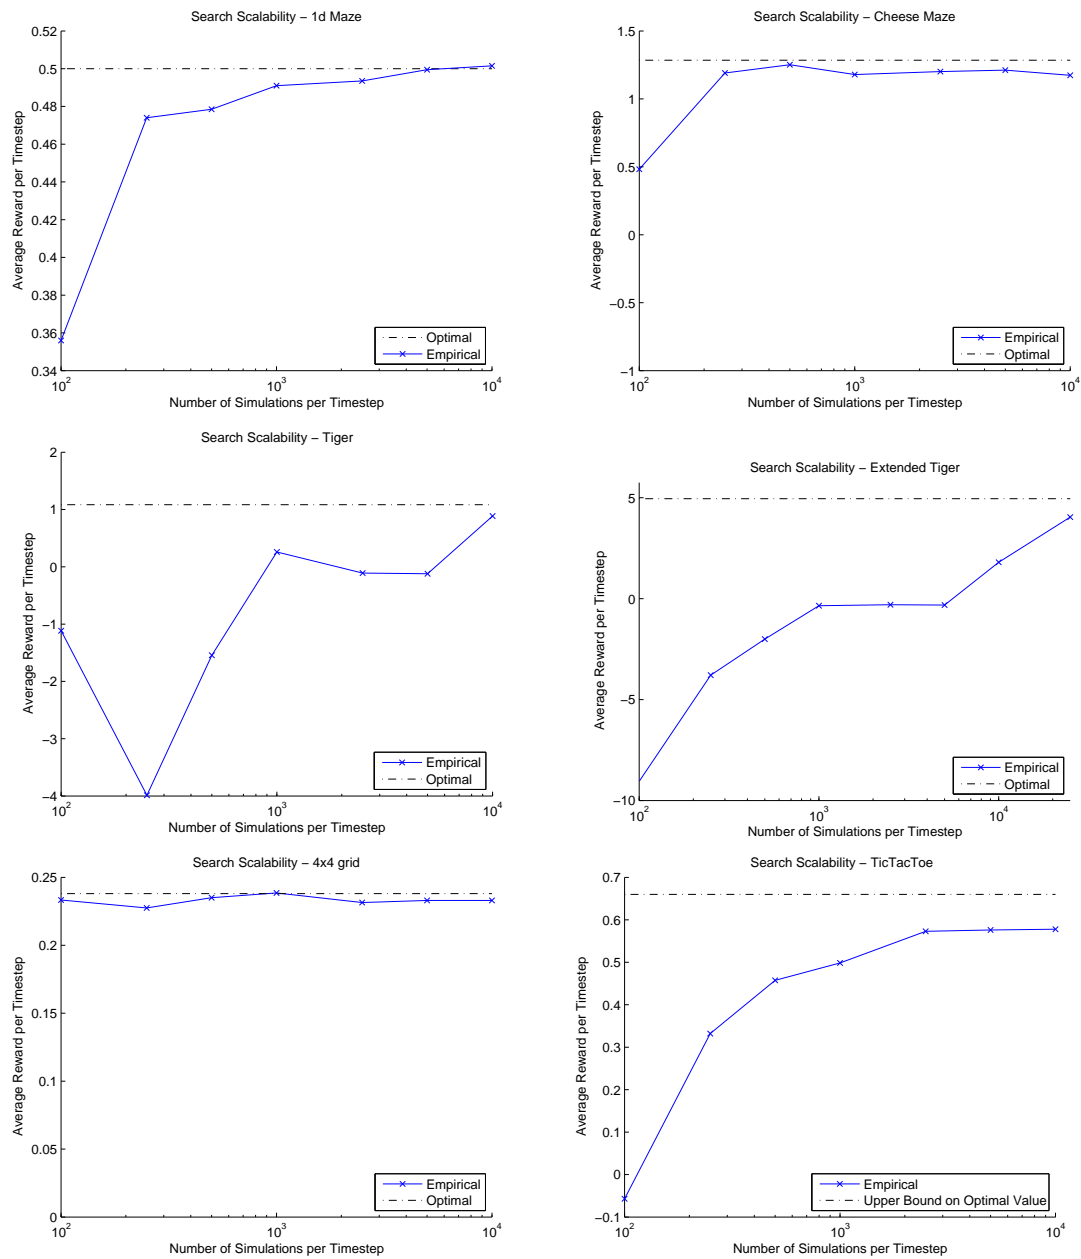 Search Scalability – 1d Maze
0.52
0.5
0.48
0.46
0.44
0.42
0.4
0.38
0.36
0.34
Average Reward per Timestep
Optimal
Empirical
10^2
10^3
10^4
Number of Simulations per Timestep
Search Scalability – Cheese Maze
1.5
1
0.5
0
−0.5
−1
Average Reward per Timestep
Empirical
Optimal
10^2
10^3
10^4
Number of Simulations per Timestep
Search Scalability – Tiger
2
1
0
−1
−2
−3
−4
Average Reward per Timestep
Empirical
Optimal
10^2
10^3
10^4
Number of Simulations per Timestep
Search Scalability – Extended Tiger
5
0
−5
−10
Average Reward per Timestep
Empirical
Optimal
10^2
10^3
10^4
Number of Simulations per Timestep
Search Scalability – 4x4 grid
0.25
0.2
0.15
0.1
0.05
0
Average Reward per Timestep
Empirical
Optimal
10^2
10^3
10^4
Number of Simulations per Timestep
Search Scalability – TicTacToe
0.7
0.6
0.5
0.4
0.3
0.2
0.1
0
−0.1
Average Reward per Timestep
Empirical
Upper Bound on Optimal Value
10^2
10^3
10^4
Number of Simulations per Timestep